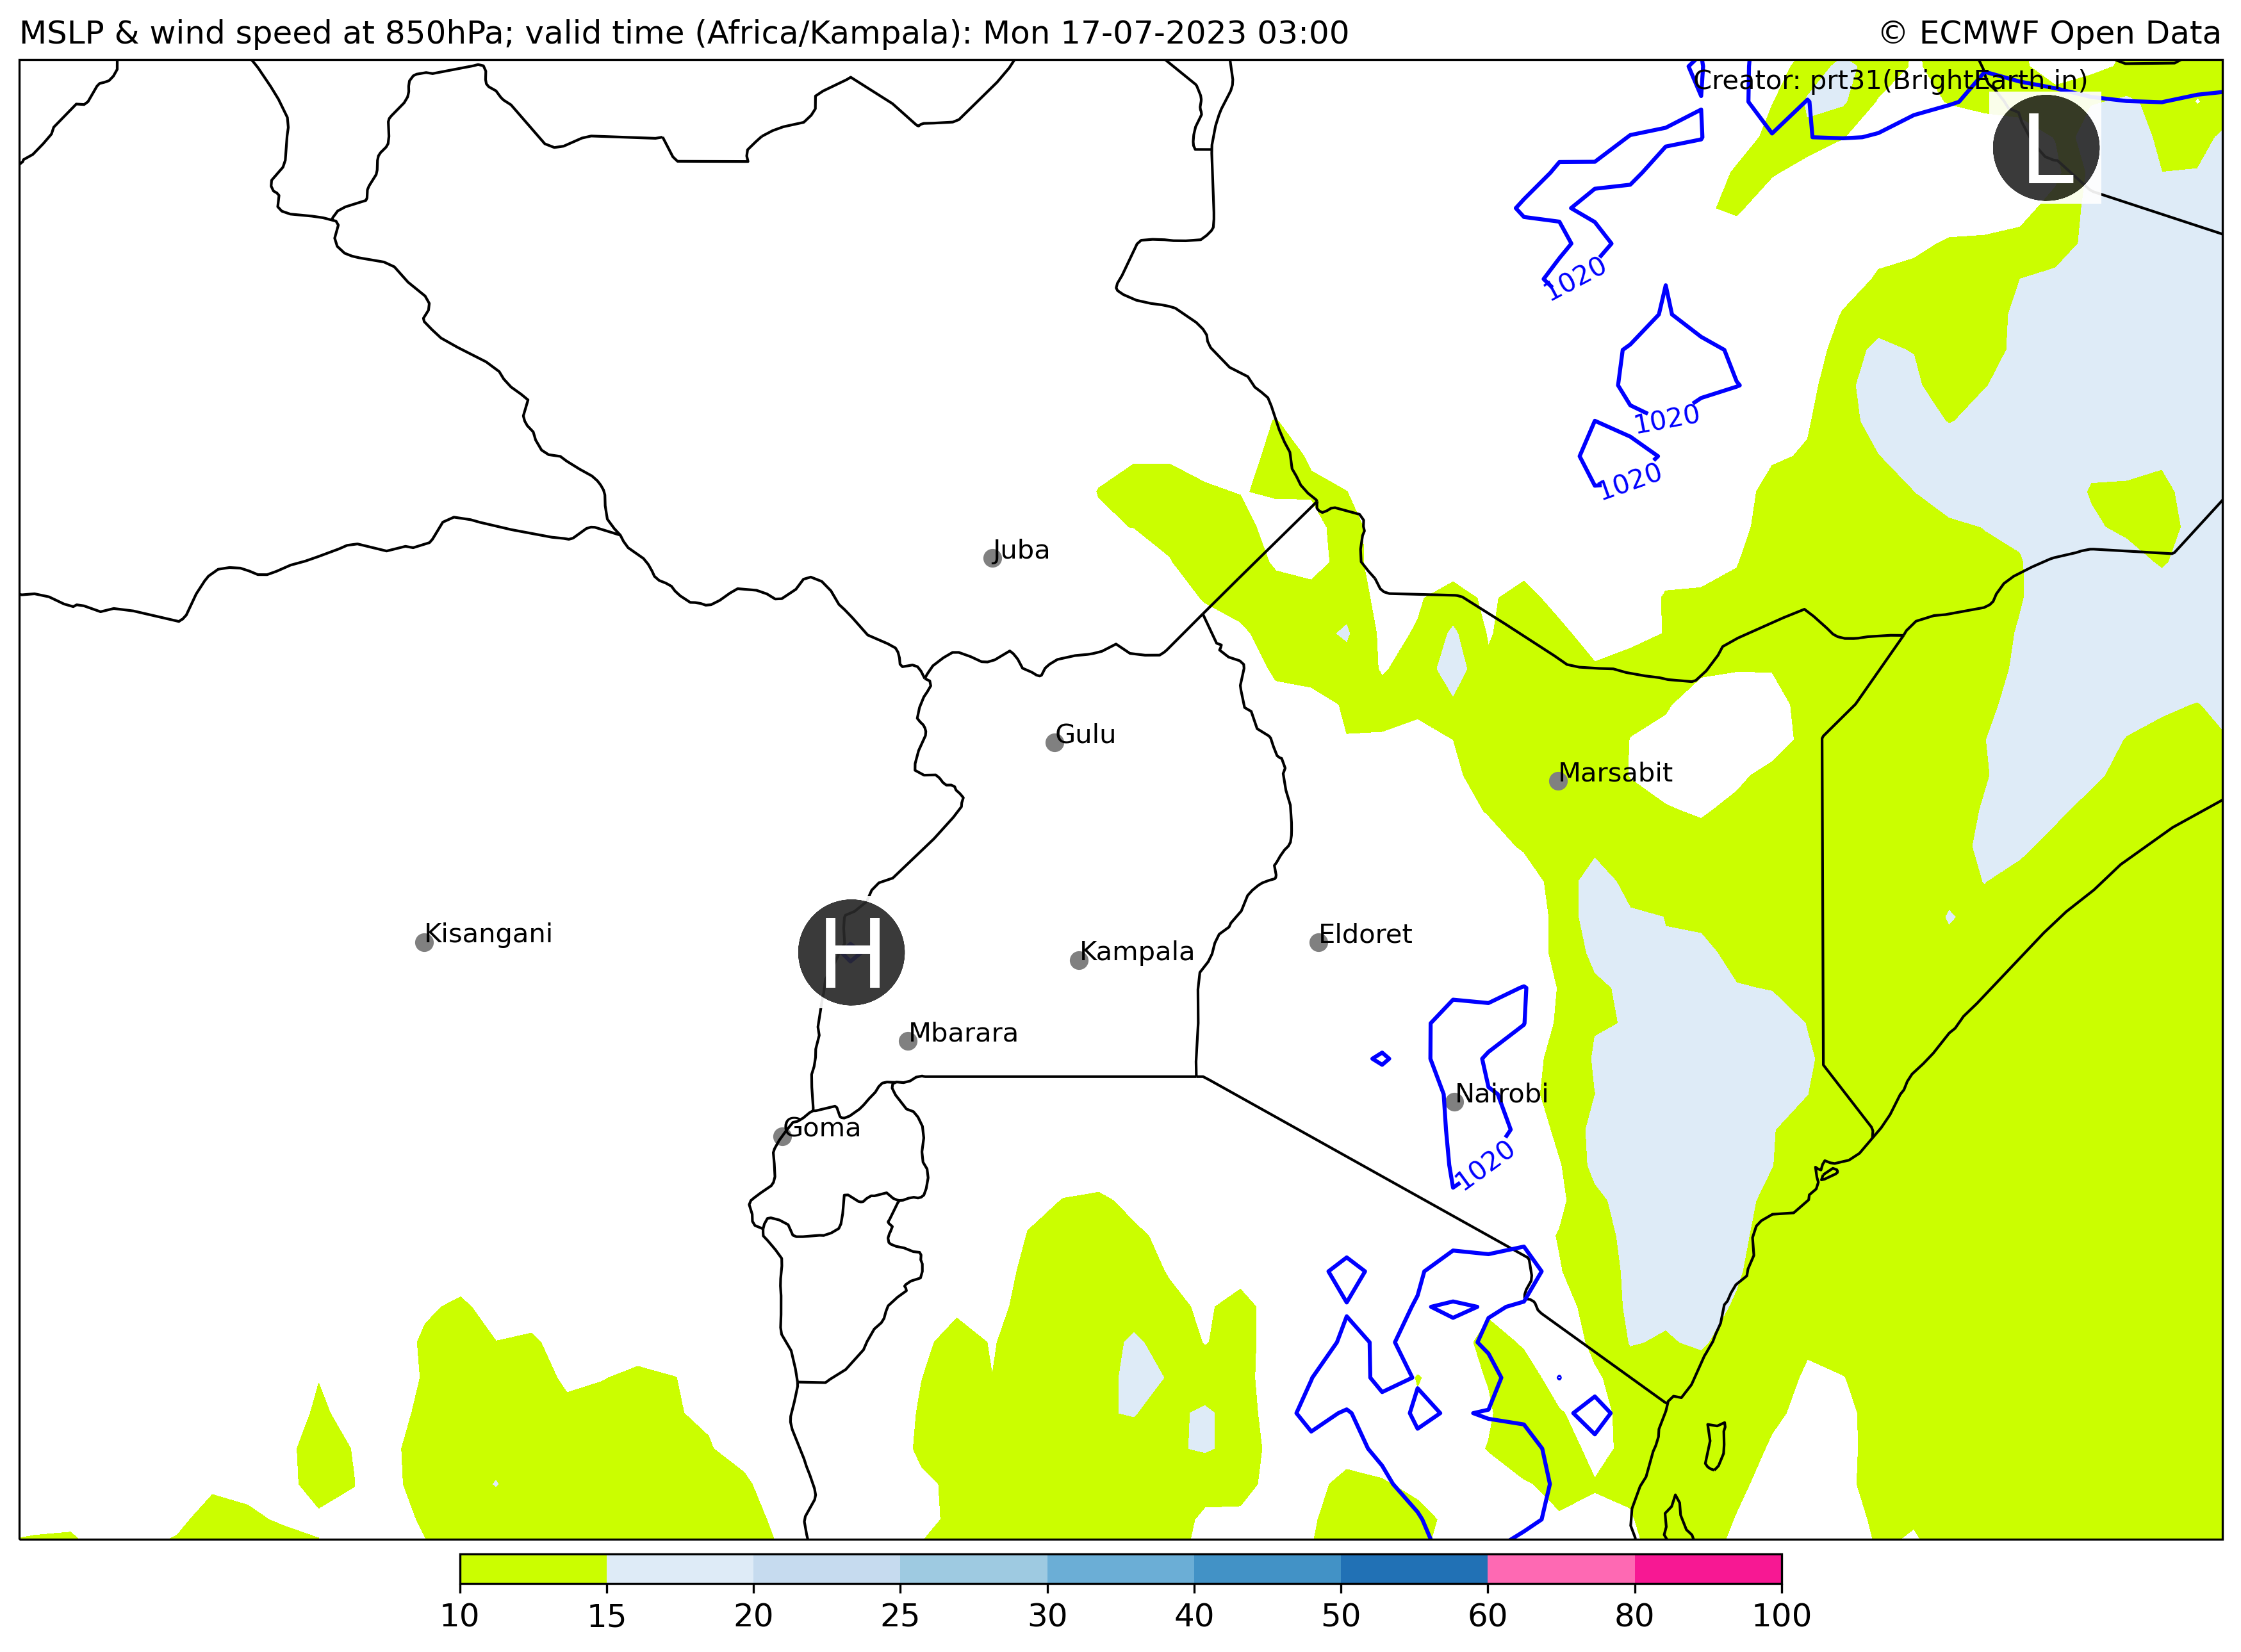 MSLP & wind speed at 850hPa; valid time (Africa/Kampala): Mon 17-07-2023 03:00
© ECMWF Open Data
Creator: prt31(BrightEarth.in)
L
1020
1020
1020
Juba
Gulu
Marsabit
Kisangani
H
Kampala
Eldoret
Mbarara
Nairobi
Goma
1020
10 15 20 25 30 40 50 60 80 100